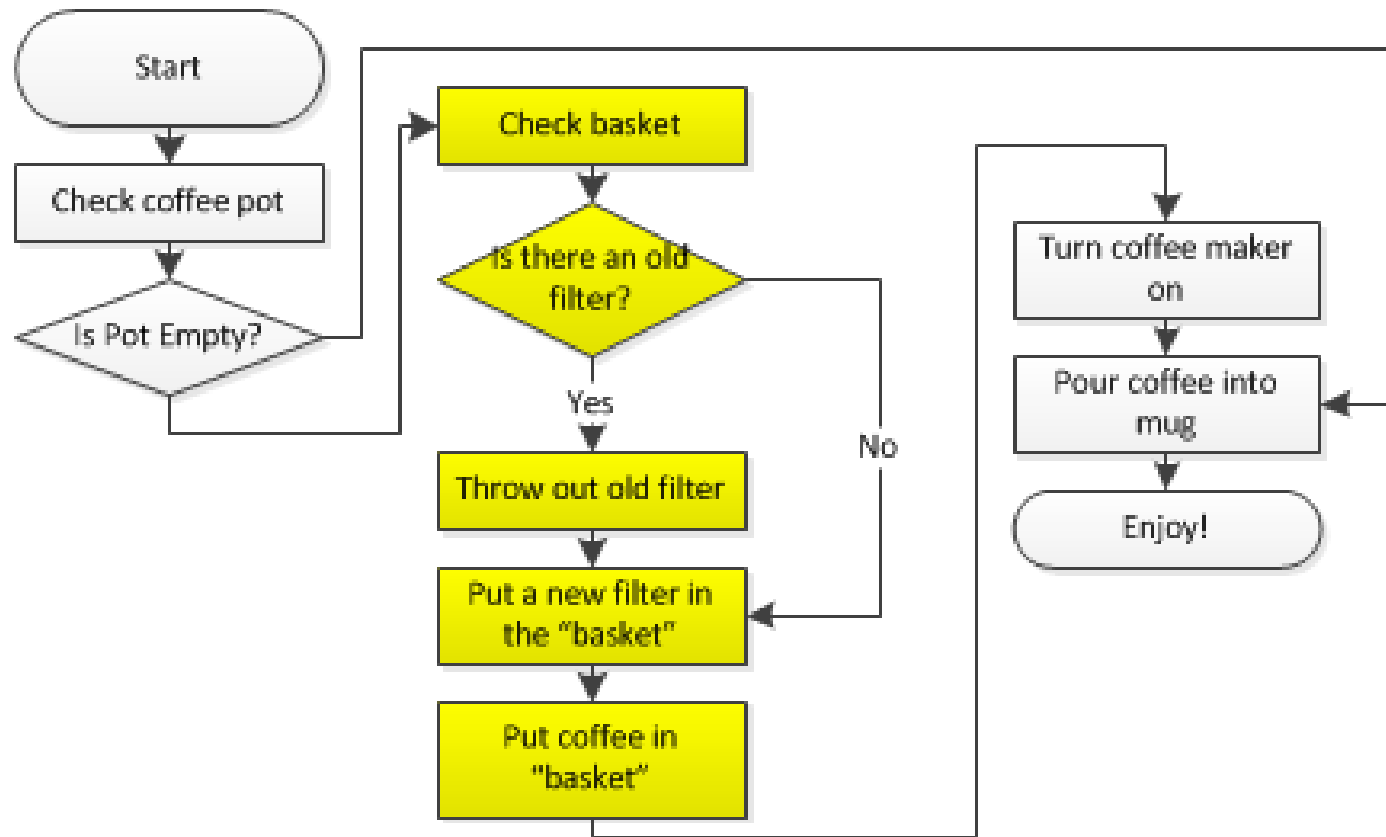 Start
Check coffee pot
Is Pot Empty?
Check basket
Is there an old
filter?
Yes
No
Throw out old filter
Put a new filter in
the “basket”
Put coffee in
“basket”
Turn coffee maker
on
Pour coffee into
mug
Enjoy!